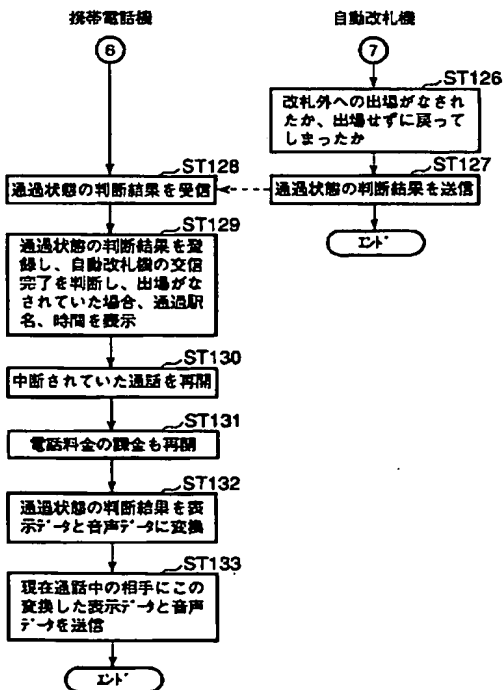 携帯電話機
自動改札機
6
7
ST126
改札外への出場がなされ
たか、出場せずに戻って
しまったか
ST127
通過状態の判断結果を送信
エンド
ST128
通過状態の判断結果を受信
ST129
通過状態の判断結果を登
録し、自動改札機の交信
完了を判断し、出場がな
されていた場合、通過駅
名、時間を表示
ST130
中断されていた通話を再開
ST131
電話料金の課金も再開
ST132
通過状態の判断結果を表
示データと音声データに変換
ST133
現在通話中の相手にこの
変換した表示データと音声
データを送信
エンド